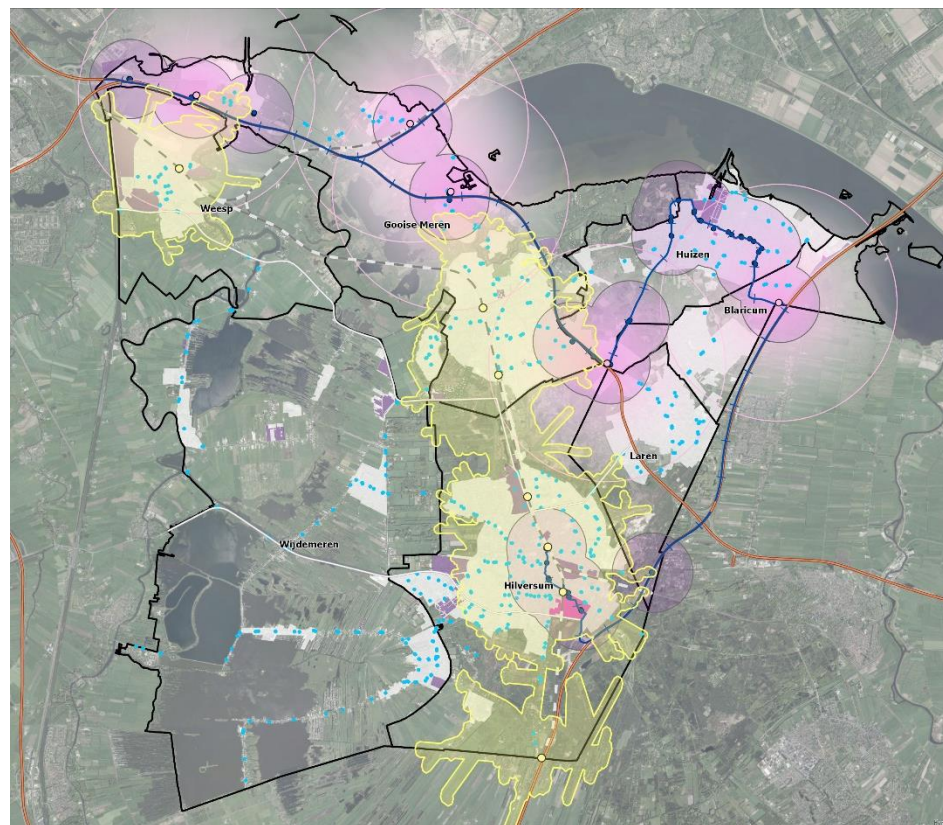 Weesp
Gooise Meren
Huizen
Blaricum
Laren
Wijdemeren
Hilversum